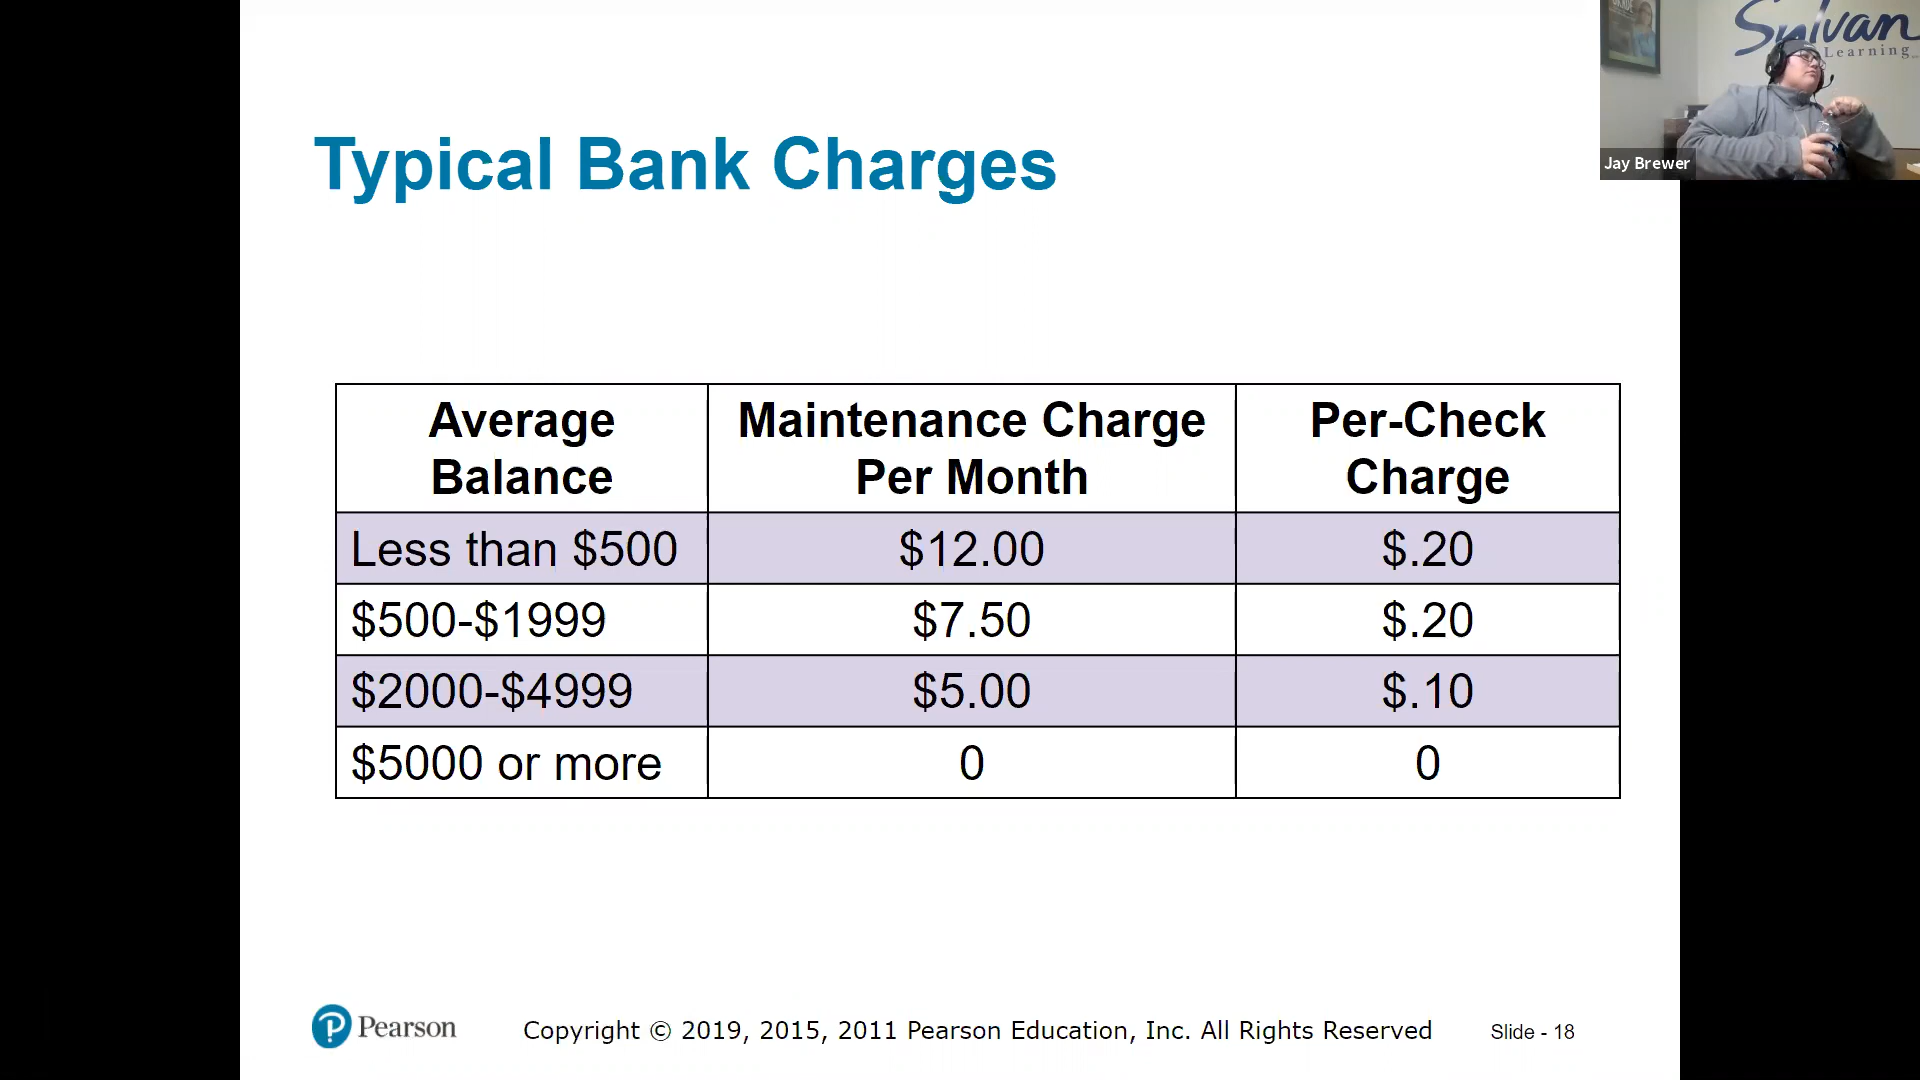 Sylvan
Learning
Jay Brewer
Typical Bank Charges
Average Balance
Maintenance Charge Per Month
Per-Check Charge
Less than $500 $12.00 $.20
$500-$1999 $7.50 $.20
$2000-$4999 $5.00 $.10
$5000 or more 0 0
Pearson
Copyright © 2019, 2015, 2011 Pearson Education, Inc. All Rights Reserved
Slide - 18